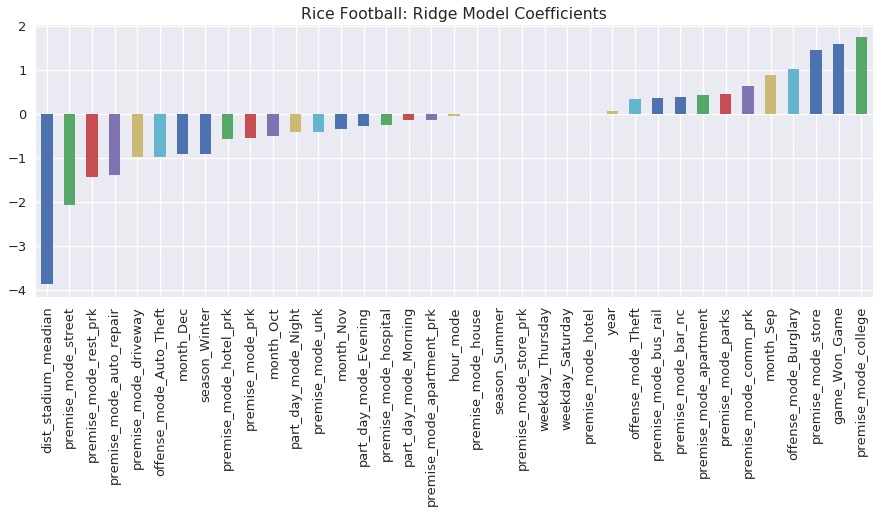 Rice Football: Ridge Model Coefficients
2
1
0
−1
−2
−3
−4
dist_stadium_meadian
premise_mode_street
premise_mode_rest_prk
premise_mode_auto_repair
premise_mode_driveway
offense_mode_Auto_Theft
month_Dec
season_Winter
premise_mode_hotel_prk
premise_mode_prk
month_Oct
part_day_mode_Night
premise_mode_unk
month_Nov
part_day_mode_Evening
premise_mode_hospital
part_day_mode_Morning
premise_mode_apartment_prk
hour_mode
premise_mode_house
season_Summer
premise_mode_store_prk
weekday_Thursday
weekday_Saturday
premise_mode_hotel
year
offense_mode_Theft
premise_mode_bus_rail
premise_mode_bar_nc
premise_mode_apartment
premise_mode_parks
premise_mode_comm_prk
month_Sep
offense_mode_Burglary
premise_mode_store
game_Won_Game
premise_mode_college